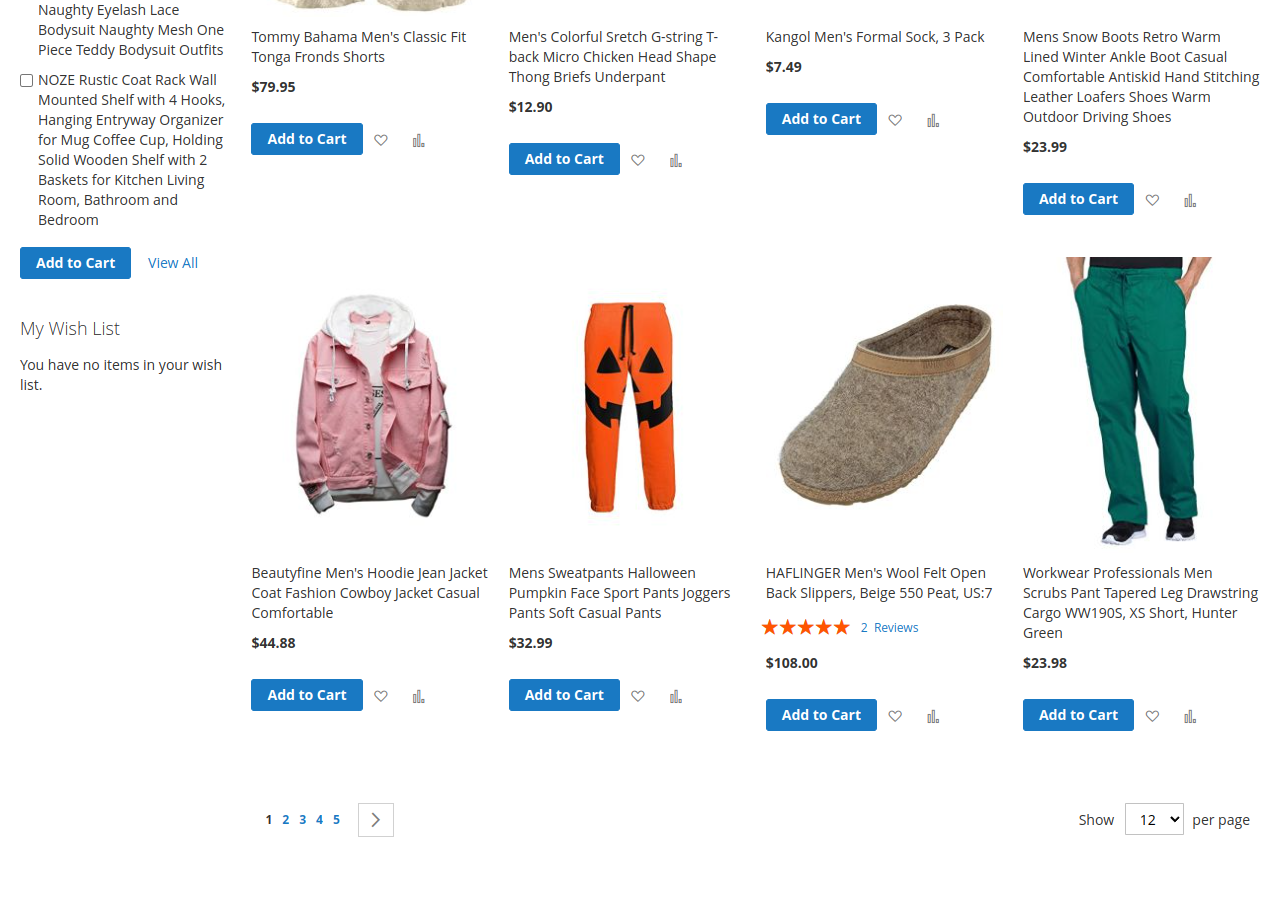 Naughty Eyelash Lace
Bodysuit Naughty Mesh One
Piece Teddy Bodysuit Outfits
NOZE Rustic Coat Rack Wall
Mounted Shelf with 4 Hooks,
Hanging Entryway Organizer
for Mug Coffee Cup, Holding
Solid Wooden Shelf with 2
Baskets for Kitchen Living
Room, Bathroom and
Bedroom
Add to Cart View All
My Wish List
You have no items in your wish
list.
Tommy Bahama Men's Classic Fit
Tonga Fronds Shorts
$79.95
Add to Cart
Men's Colorful Sretch G-string T-
back Micro Chicken Head Shape
Thong Briefs Underpant
$12.90
Add to Cart
Kangol Men's Formal Sock, 3 Pack
$7.49
Add to Cart
Mens Snow Boots Retro Warm
Lined Winter Ankle Boot Casual
Comfortable Antiskid Hand Stitching
Leather Loafers Shoes Warm
Outdoor Driving Shoes
$23.99
Add to Cart
Beautyfine Men's Hoodie Jean Jacket
Coat Fashion Cowboy Jacket Casual
Comfortable
$44.88
Add to Cart
Mens Sweatpants Halloween
Pumpkin Face Sport Pants Joggers
Pants Soft Casual Pants
$32.99
Add to Cart
HAFLINGER Men's Wool Felt Open
Back Slippers, Beige 550 Peat, US:7
2 Reviews
$108.00
Add to Cart
Workwear Professionals Men
Scrubs Pant Tapered Leg Drawstring
Cargo WW190S, XS Short, Hunter
Green
$23.98
Add to Cart
1 2 3 4 5
Show 12 per page